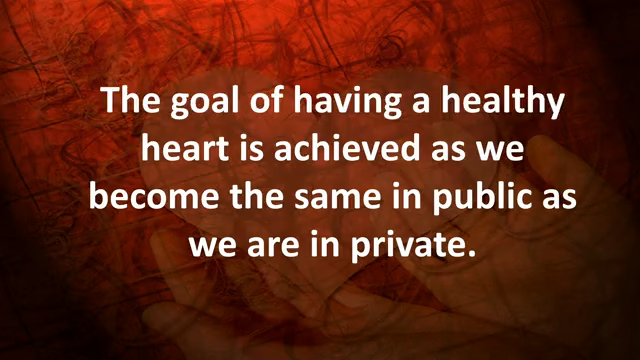 The goal of having a healthy
heart is achieved as we
become the same in public as
we are in private.